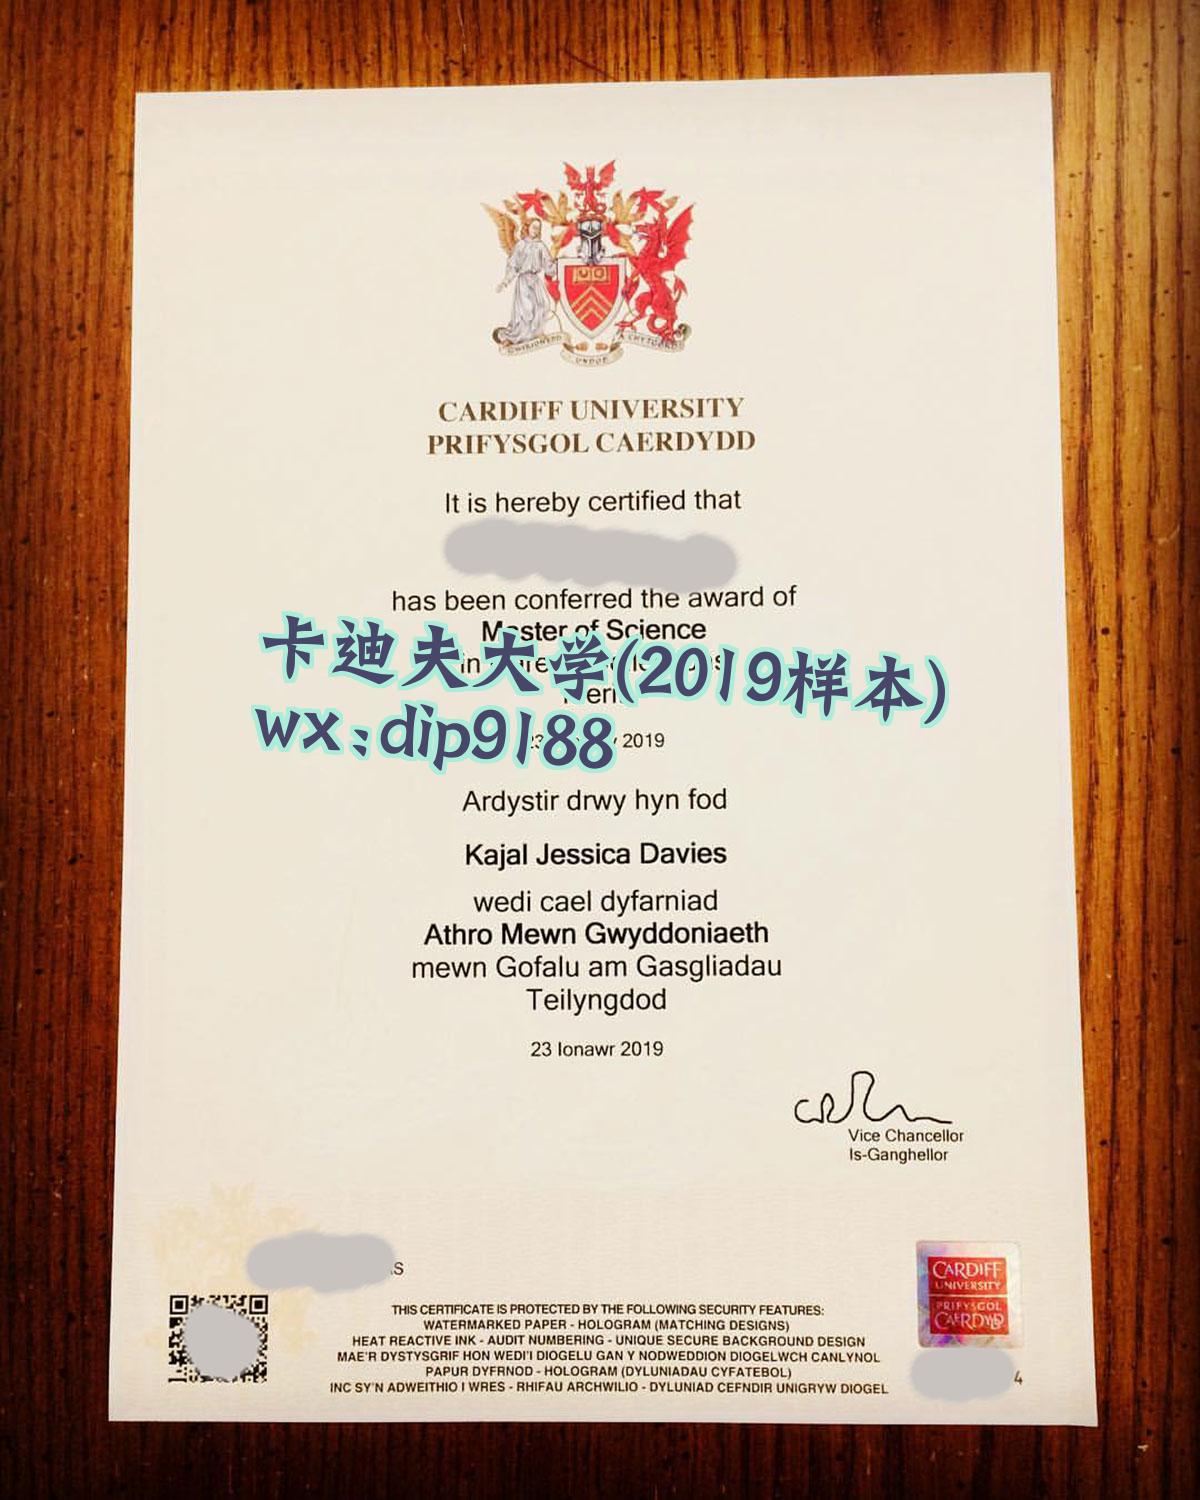 CARDIFF UNIVERSITY
PRIFYSGOL CAERDYDD
It is hereby certified that
has been conferred the award of
Master of Science
in
卡迪夫大学(2019样本)
wx:dip9188
2019
Ardystir drwy hyn fod
Kajal Jessica Davies
wedi cael dyfarniad
Athro Mewn Gwyddoniaeth
mewn Gofalu am Gasgliadau
Teilyngdod
23 Ionawr 2019
Vice Chancellor
Is-Ganghellor
CARDIFF
UNIVERSITY
PRIFYSGOL
CAERDYDD
THIS CERTIFICATE IS PROTECTED BY THE FOLLOWING SECURITY FEATURES:
WATERMARKED PAPER - HOLOGRAM (MATCHING DESIGNS)
HEAT REACTIVE INK - AUDIT NUMBERING - UNIQUE SECURE BACKGROUND DESIGN
MAE'R DYSTYSGRIF HON WEDI'I DIOGELU GAN Y NODWEDDION DIOGELWCH CANLYNOL
PAPUR DYFRNOD - HOLOGRAM (DYLUNIADAU CYFATEBOL)
INC SY'N ADWEITHIO I WRES - RHIFAU ARCHWILIO - DYLUNIAD CEFNDIR UNIGRYW DIOGEL